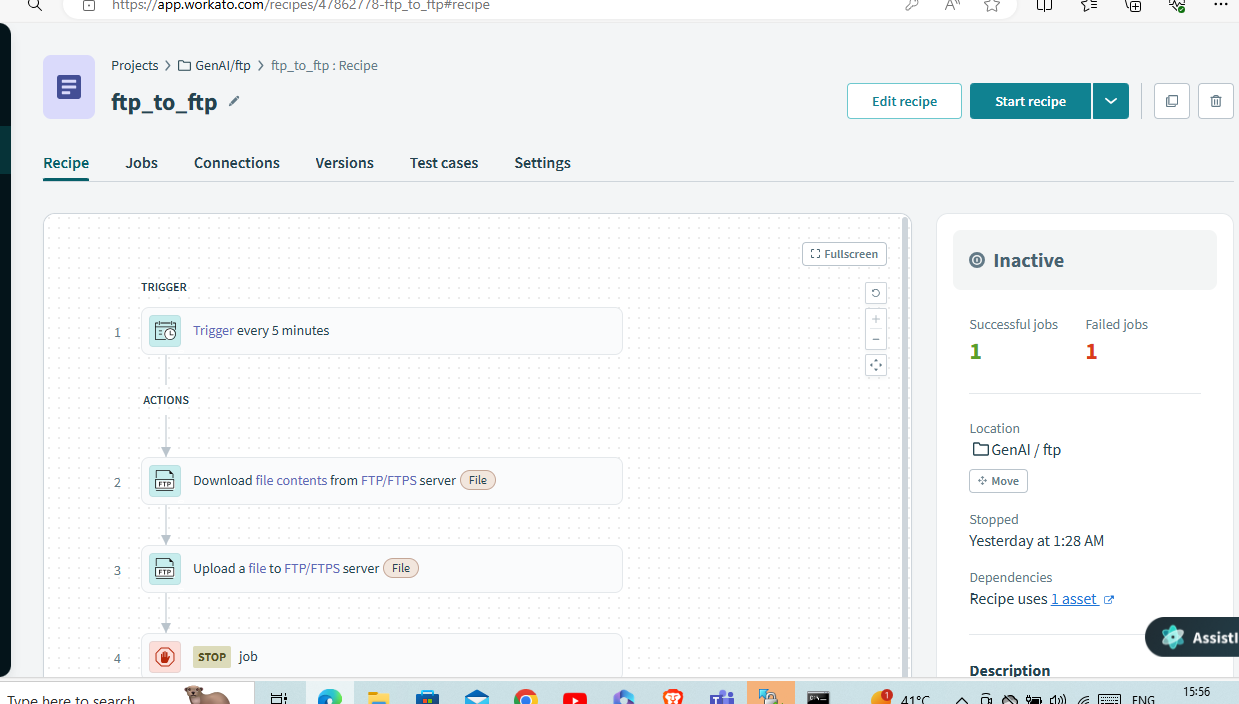 https://app.workato.com/recipes/47862778-ftp_to_ftp#recipe
Projects > GenAI/ftp > ftp_to_ftp : Recipe
ftp_to_ftp
Edit recipe
Start recipe
Recipe Jobs Connections Versions Test cases Settings
Fullscreen
TRIGGER
1 Trigger every 5 minutes
ACTIONS
2 FTP Download file contents from FTP/FTPS server File
3 FTP Upload a file to FTP/FTPS server File
4 STOP job
Inactive
Successful jobs Failed jobs
1 1
Location
GenAI / ftp
Move
Stopped
Yesterday at 1:28 AM
Dependencies
Recipe uses 1 asset
AssistI
Description
Type here to search
1 41°C ENG 15:56